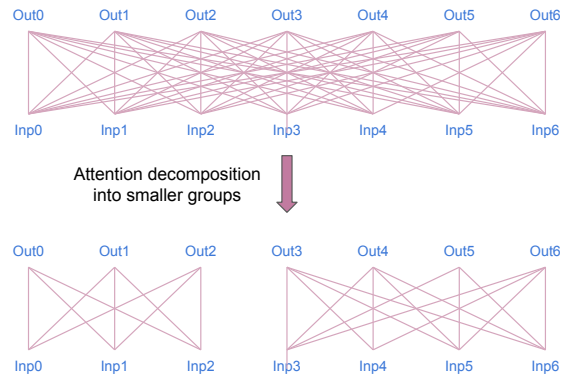 Out0 Out1 Out2 Out3 Out4 Out5 Out6
Inp0 Inp1 Inp2 Inp3 Inp4 Inp5 Inp6
Attention decomposition
into smaller groups
Out0 Out1 Out2 Out3 Out4 Out5 Out6
Inp0 Inp1 Inp2 Inp3 Inp4 Inp5 Inp6